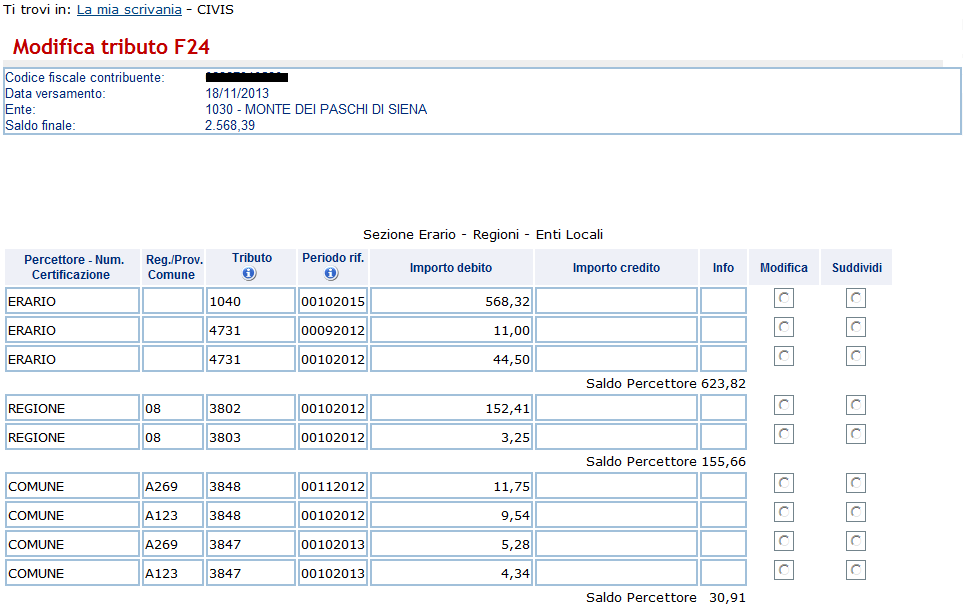 Ti trovi in: La mia scrivania - CIVIS
Modifica tributo F24
Codice fiscale contribuente:
Data versamento: 18/11/2013
Ente: 1030 - MONTE DEI PASCHI DI SIENA
Saldo finale: 2.568,39
Sezione Erario - Regioni - Enti Locali
Percettore - Num. Certificazione Reg./Prov. Comune Tributo Periodo rif. Importo debito Importo credito Info Modifica Suddividi
ERARIO 1040 00102015 568,32
ERARIO 4731 00092012 11,00
ERARIO 4731 00102012 44,50
Saldo Percettore 623,82
REGIONE 08 3802 00102012 152,41
REGIONE 08 3803 00102012 3,25
Saldo Percettore 155,66
COMUNE A269 3848 00112012 11,75
COMUNE A123 3848 00102012 9,54
COMUNE A269 3847 00102013 5,28
COMUNE A123 3847 00102013 4,34
Saldo Percettore 30,91